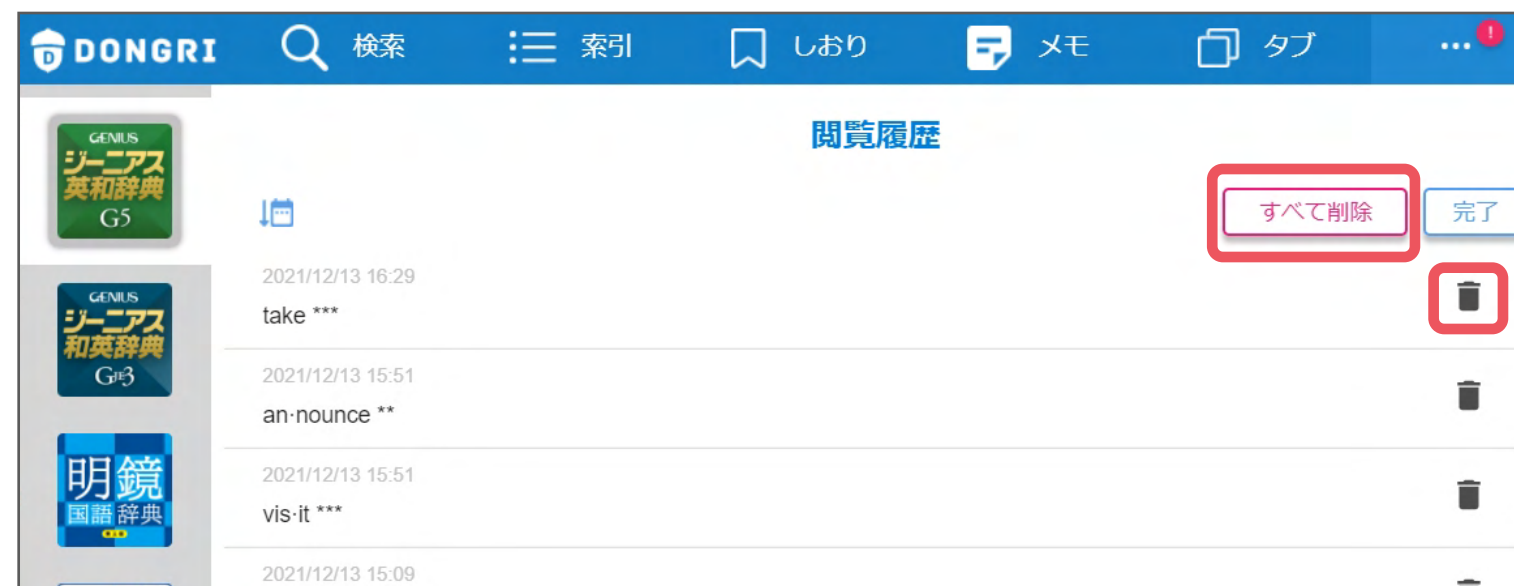 DONGRI 検索 索引 しおり メモ タブ ... !
GENIUS
ジーニアス
英和辞典
G5
閲覧履歴
すべて削除 完了
2021/12/13 16:29
take ***
GENIUS
ジーニアス
和英辞典
2021/12/13 15:51
an·nounce **
明鏡
国語辞典
2021/12/13 15:51
vis·it ***
2021/12/13 15:09